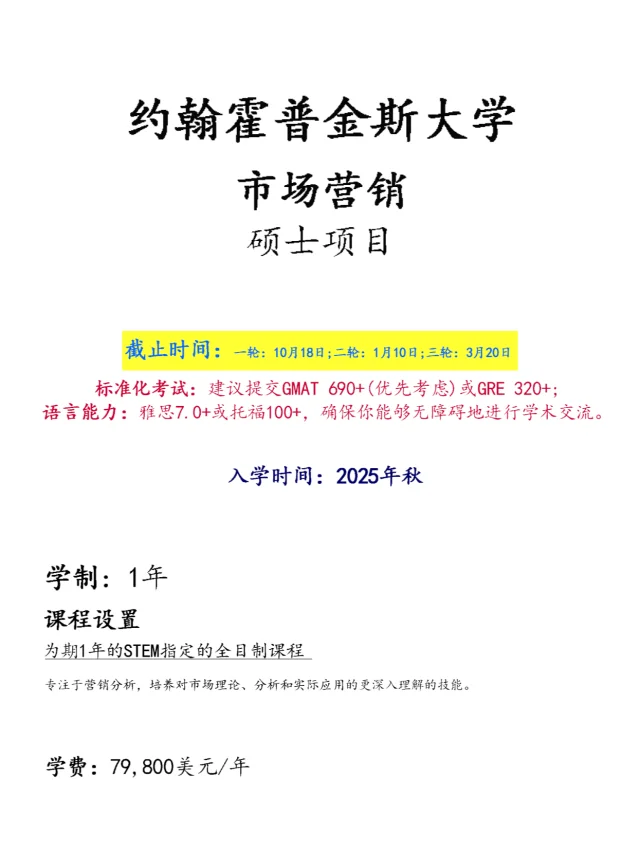 约翰霍普金斯大学
市场营销
硕士项目
截止时间：一轮：10月18日;二轮：1月10日;三轮：3月20日
标准化考试：建议提交GMAT 690+(优先考虑)或GRE 320+;
语言能力：雅思7.0+或托福100+，确保你能够无障碍地进行学术交流。
入学时间：2025年秋
学制：1年
课程设置
为期1年的STEM指定的全日制课程
专注于营销分析，培养对市场理论、分析和实际应用的更深入理解的技能。
学费：79,800美元/年